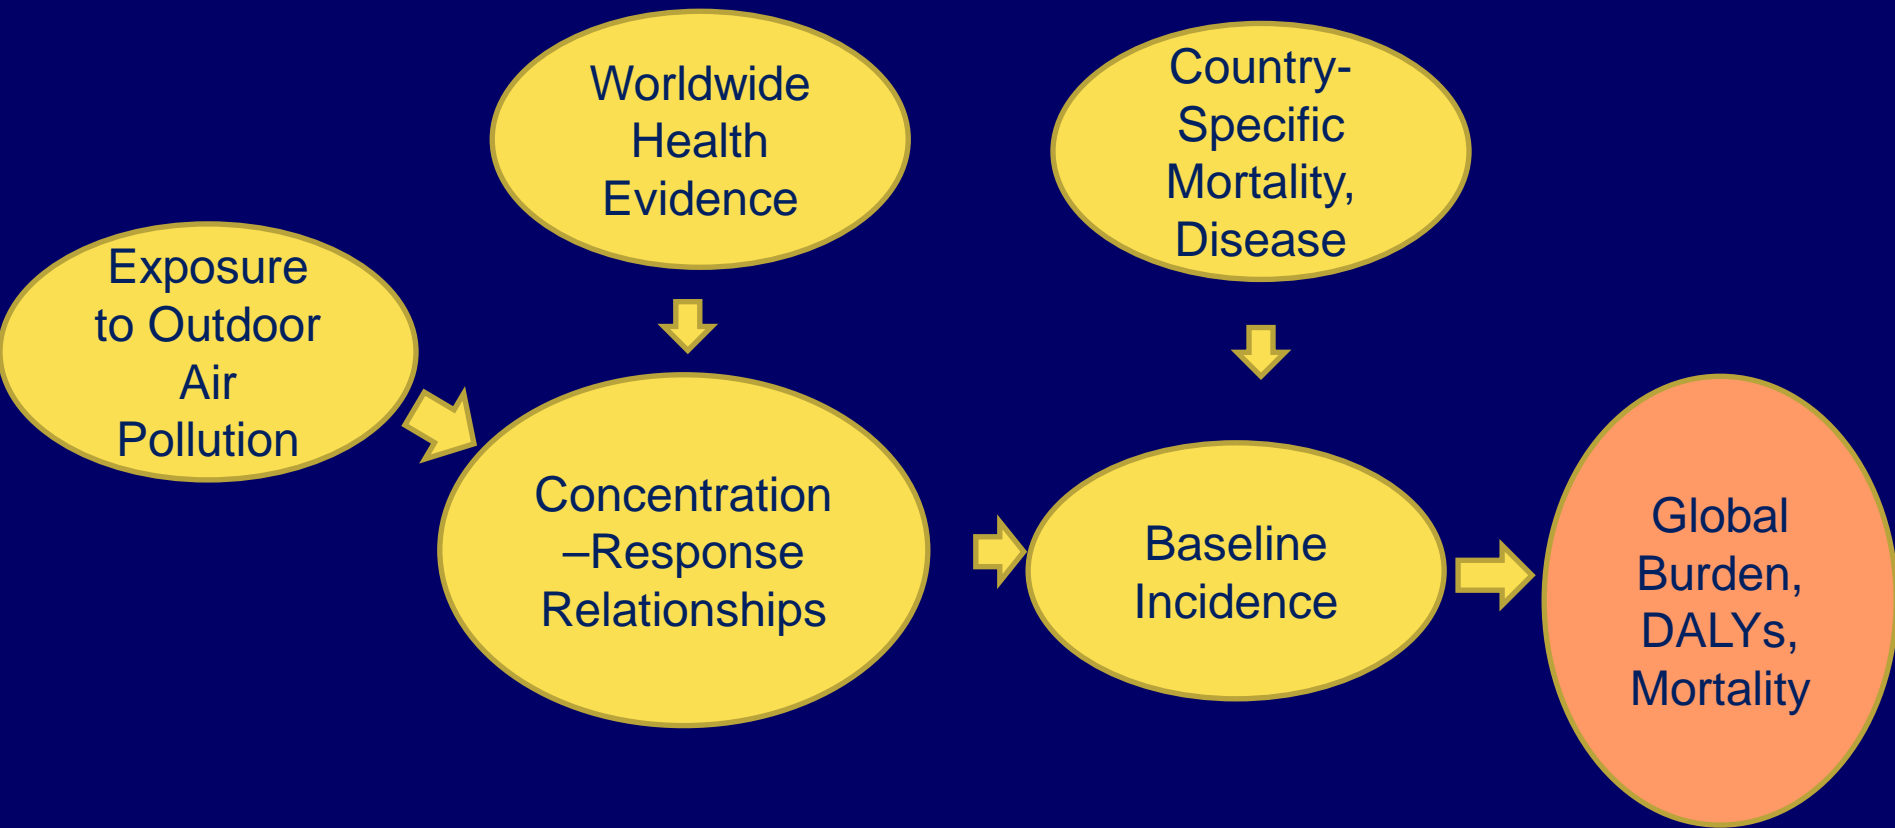 Worldwide
Health
Evidence
Country-
Specific
Mortality,
Disease
Exposure
to Outdoor
Air
Pollution
Concentration
–Response
Relationships
Baseline
Incidence
Global
Burden,
DALYs,
Mortality